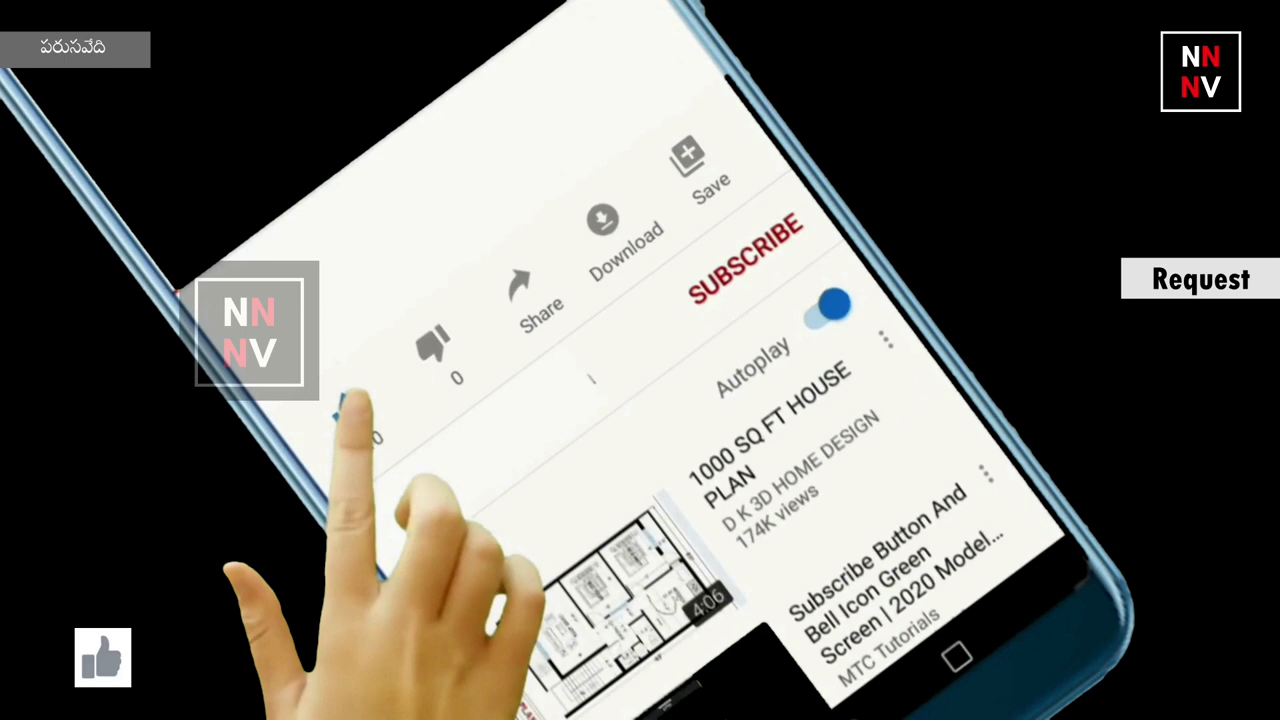 పరుసవేది
NN
NV
Request
NN
NV
Save
Download
Share
0
0
SUBSCRIBE
Autoplay
1000 SQ FT HOUSE
PLAN
D K 3D HOME DESIGN
174K views
4:06
Subscribe Button And
Bell Icon Green
Screen | 2020 Model...
MTC Tutorials